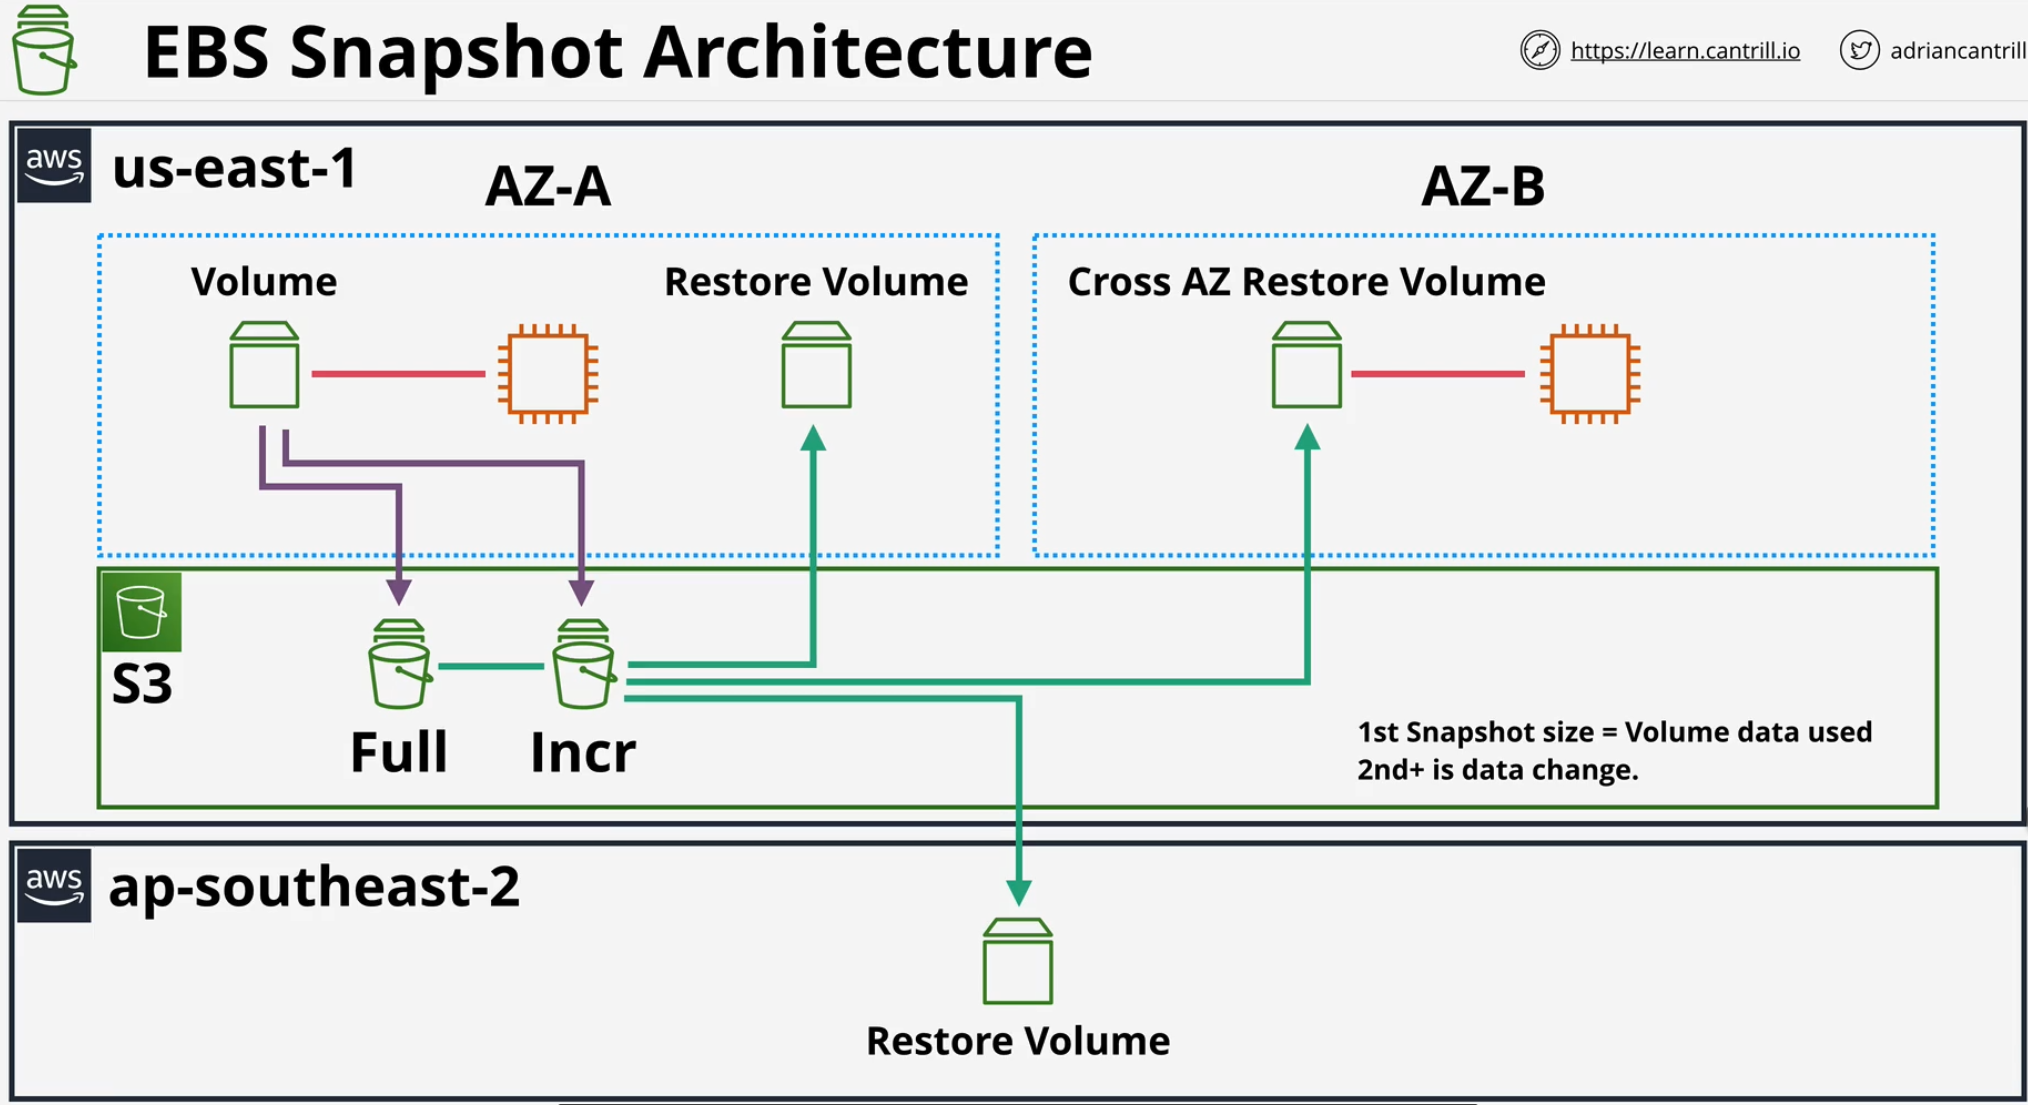 EBS Snapshot Architecture
https://learn.cantrill.io
adriancantrill
aws
us-east-1
AZ-A
AZ-B
Volume
Restore Volume
Cross AZ Restore Volume
S3
Full
Incr
1st Snapshot size = Volume data used
2nd+ is data change.
aws
ap-southeast-2
Restore Volume